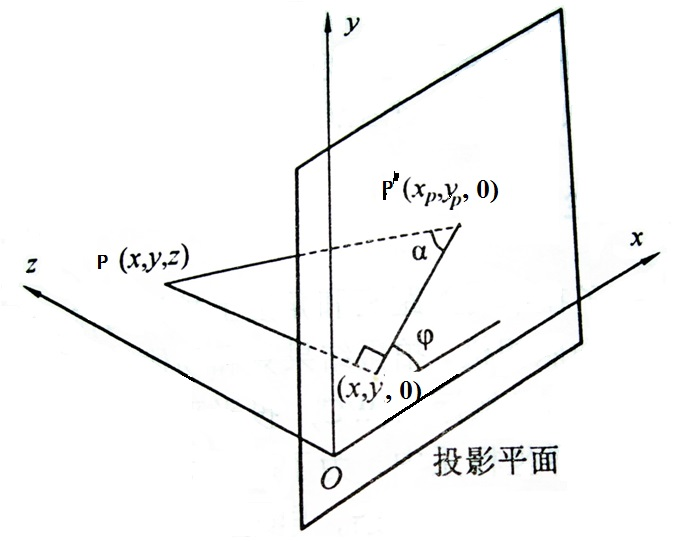 y
P'(xₚ,yₚ, 0)
x
z
P (x,y,z)
α
φ
(x,y, 0)
O
投影平面